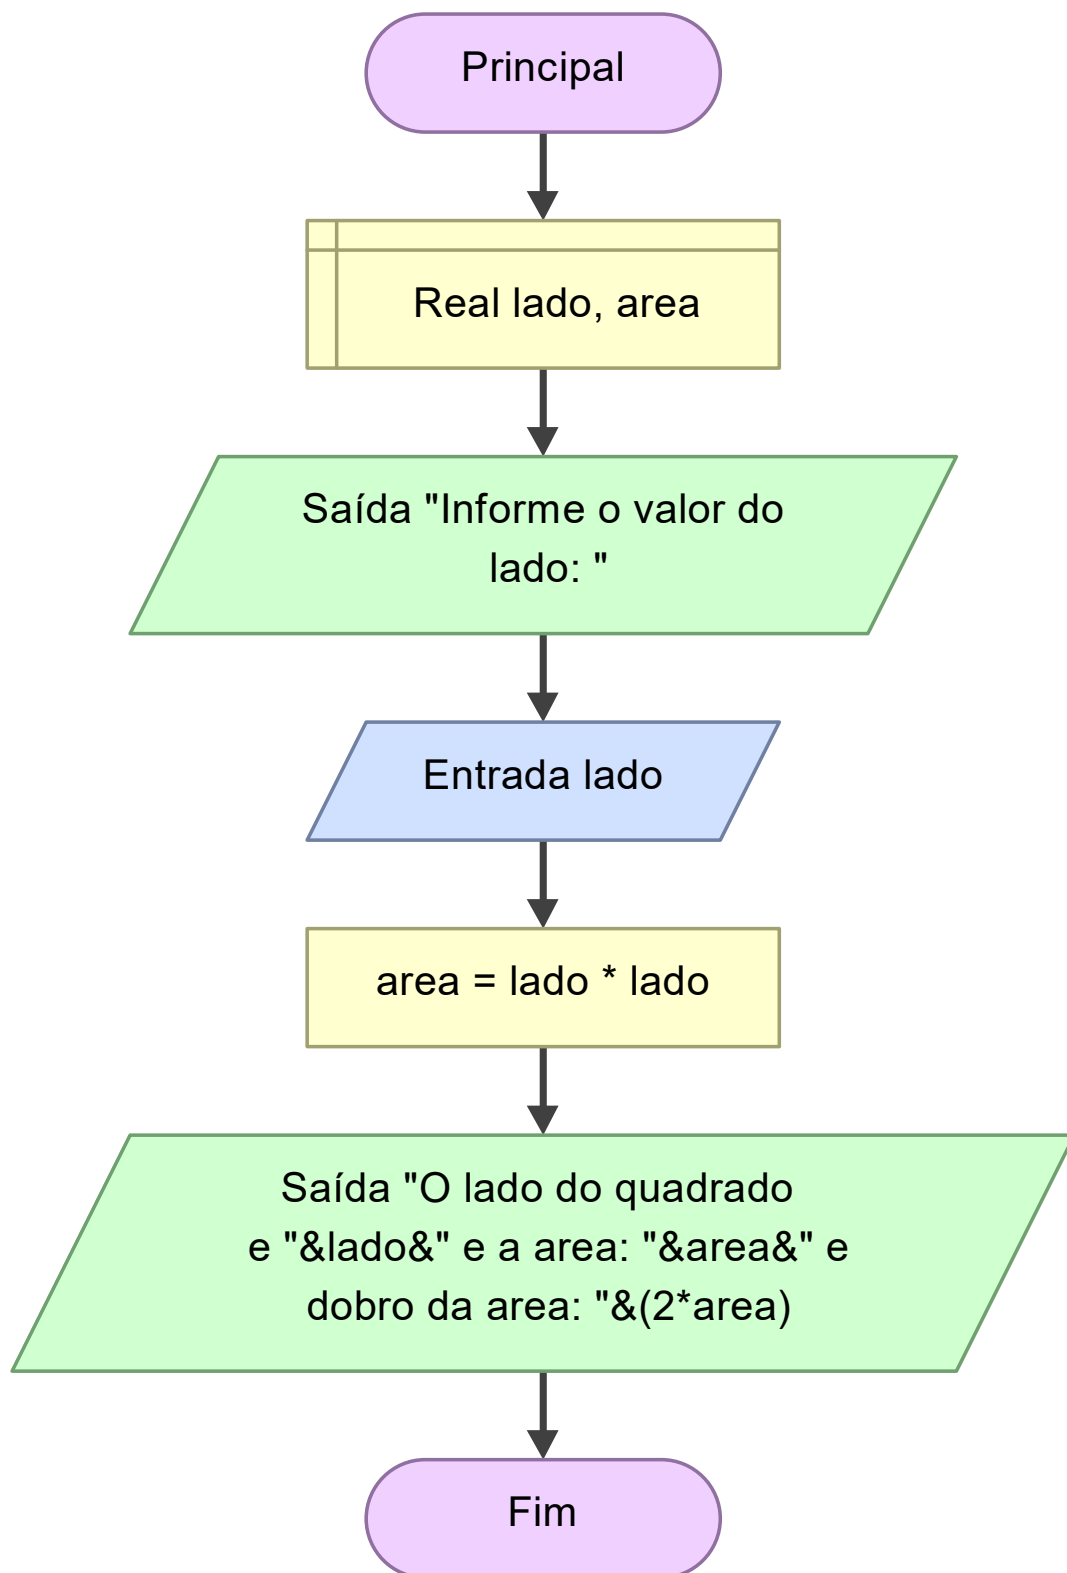 Principal
Real lado, area
Saída "Informe o valor do
lado: "
Entrada lado
area = lado * lado
Saída "O lado do quadrado
e "&lado&" e a area: "&area&" e
dobro da area: "&(2*area)
Fim